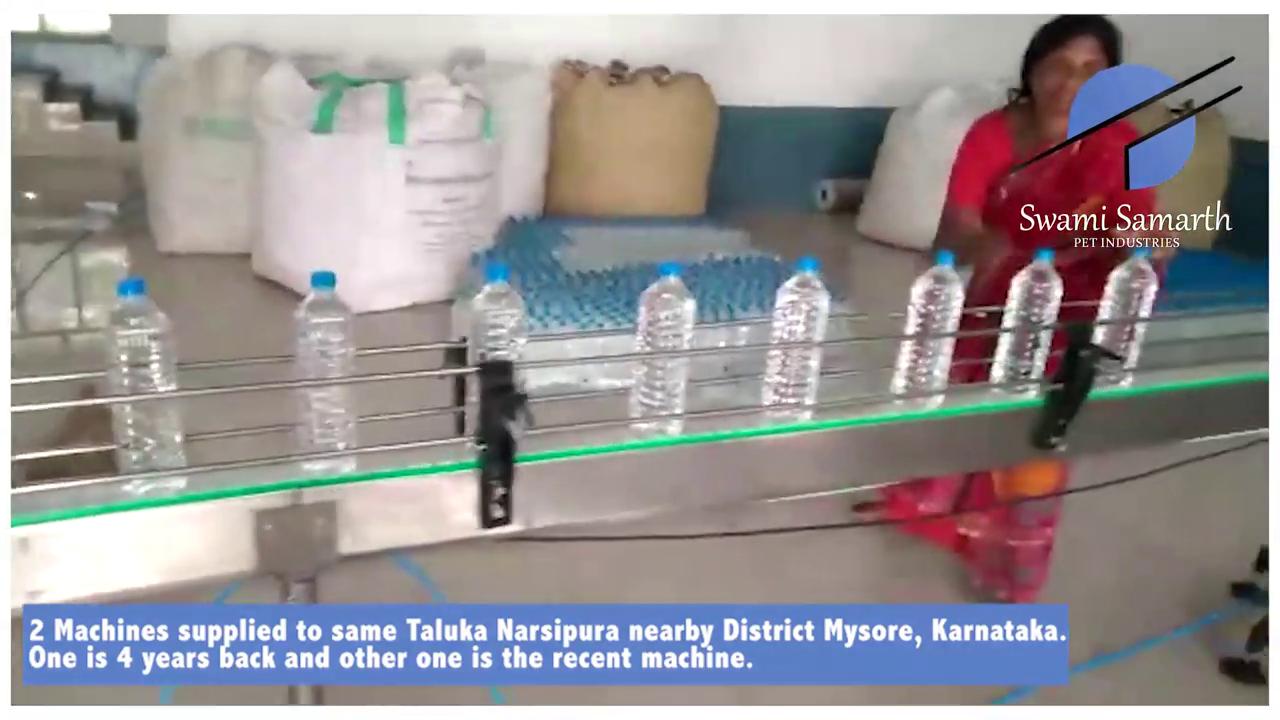 Swami Samarth
PET INDUSTRIES
2 Machines supplied to same Taluka Narsipura nearby District Mysore, Karnataka.
One is 4 years back and other one is the recent machine.